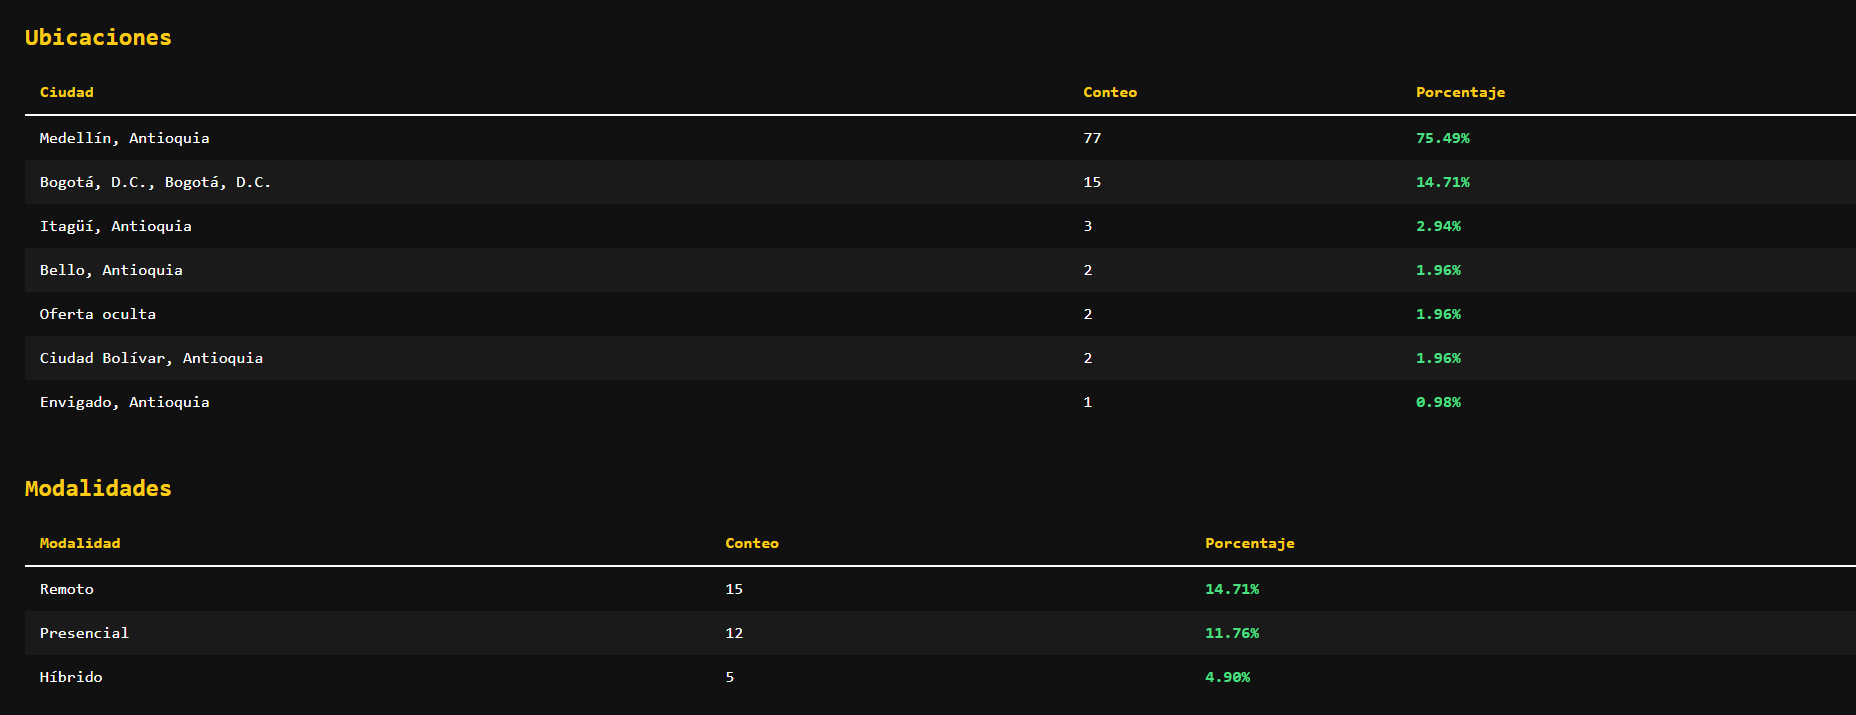 Ubicaciones
Ciudad Conteo Porcentaje
Medellín, Antioquia 77 75.49%
Bogotá, D.C., Bogotá, D.C. 15 14.71%
Itagüí, Antioquia 3 2.94%
Bello, Antioquia 2 1.96%
Oferta oculta 2 1.96%
Ciudad Bolívar, Antioquia 2 1.96%
Envigado, Antioquia 1 0.98%
Modalidades
Modalidad Conteo Porcentaje
Remoto 15 14.71%
Presencial 12 11.76%
Híbrido 5 4.90%